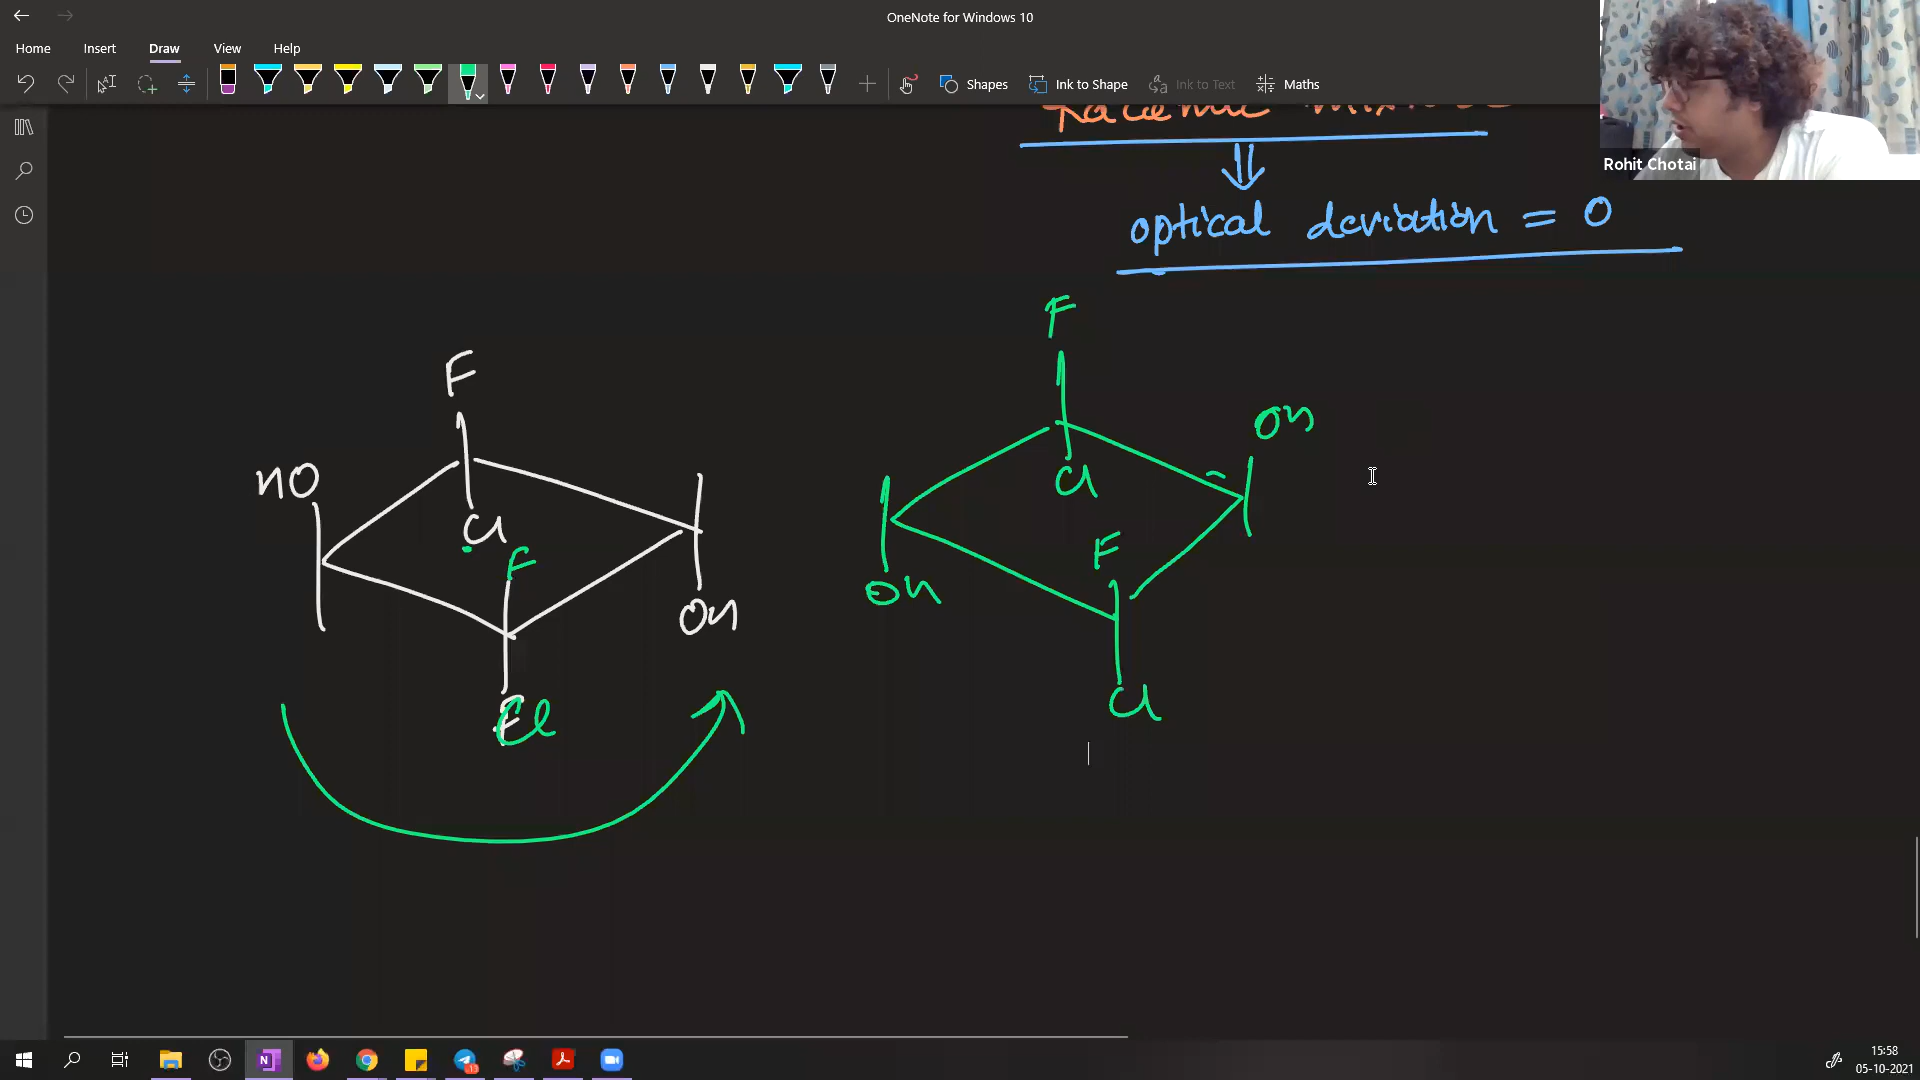 OneNote for Windows 10
Home Insert Draw View Help
Shapes Ink to Shape Ink to Text Maths
Rohit Chotai
optical deviation = 0
F
HO
Cl
F
OH
Cl
F
OH
Cl
F
OH
Cl
15:58
05-10-2021